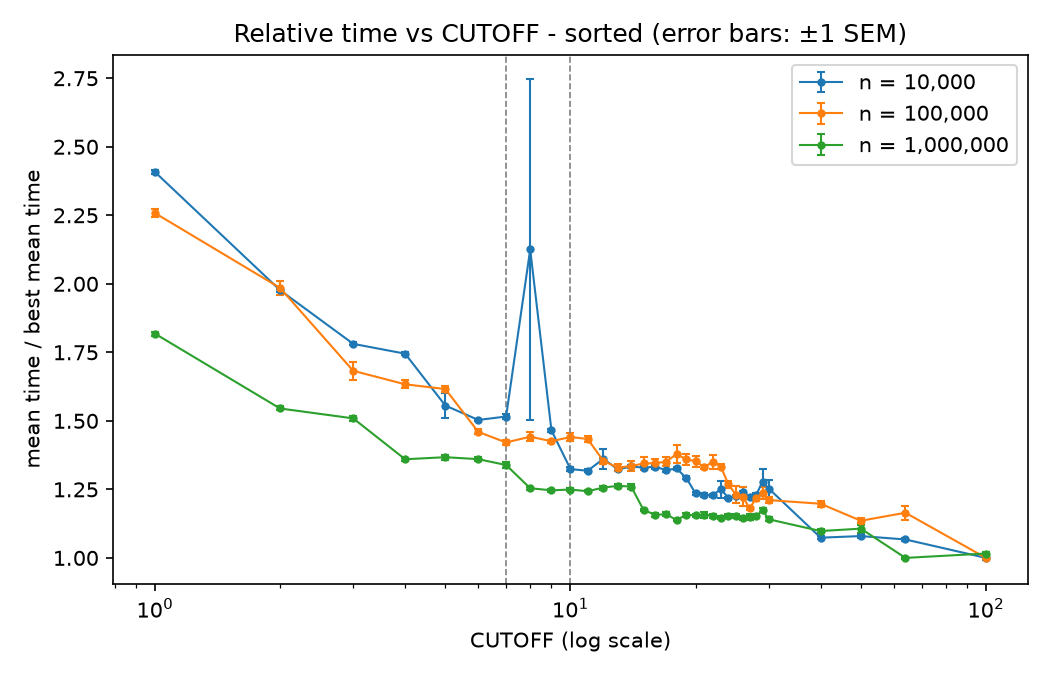 Relative time vs CUTOFF - sorted (error bars: ±1 SEM)
n = 10,000
n = 100,000
n = 1,000,000
mean time / best mean time
2.75
2.50
2.25
2.00
1.75
1.50
1.25
1.00
10⁰
10¹
10²
CUTOFF (log scale)